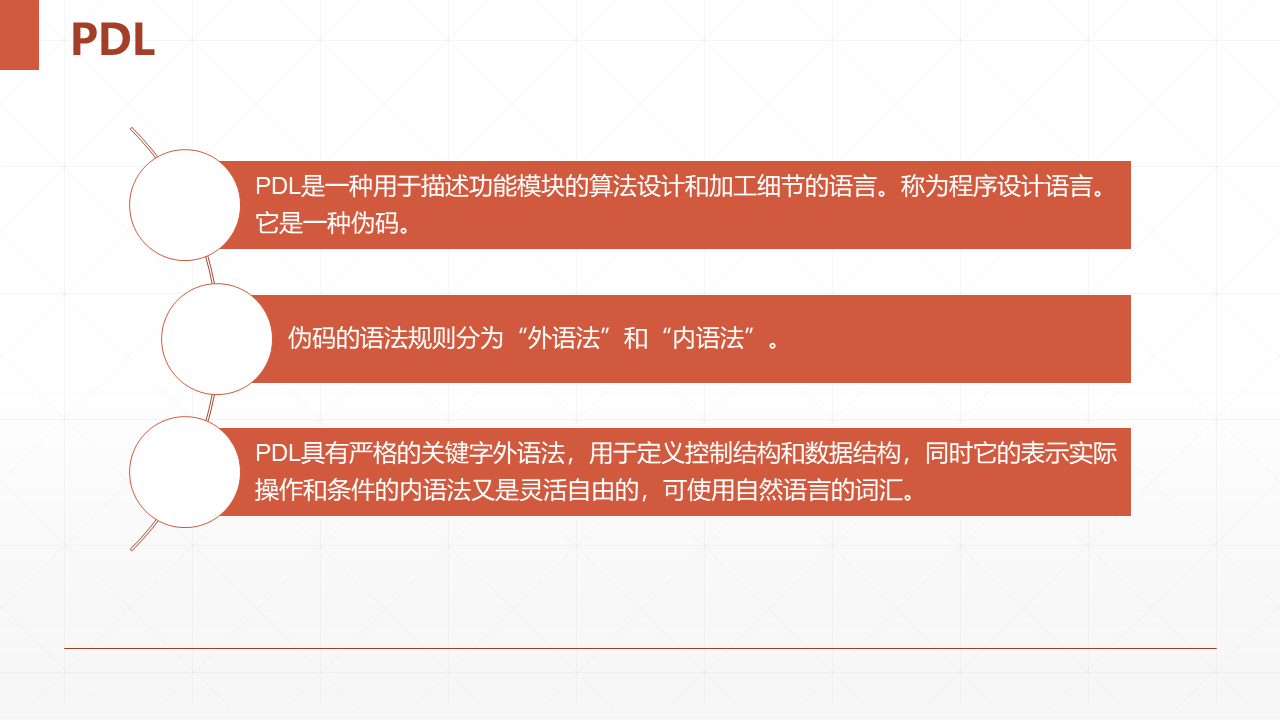 PDL
PDL是一种用于描述功能模块的算法设计和加工细节的语言。称为程序设计语言。
它是一种伪码。
伪码的语法规则分为“外语法”和“内语法”。
PDL具有严格的关键字外语法，用于定义控制结构和数据结构，同时它的表示实际
操作和条件的内语法又是灵活自由的，可使用自然语言的词汇。